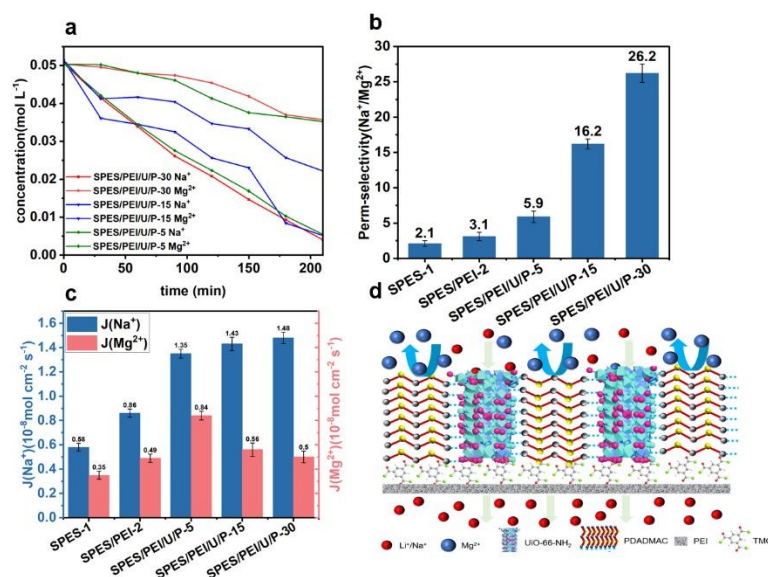 a
concentration(mol L⁻¹)
0.05
0.04
0.03
0.02
0.01
0.00
SPES/PEI/U/P-30 Na⁺
SPES/PEI/U/P-30 Mg²⁺
SPES/PEI/U/P-15 Na⁺
SPES/PEI/U/P-15 Mg²⁺
SPES/PEI/U/P-5 Na⁺
SPES/PEI/U/P-5 Mg²⁺
0 50 100 150 200
time (min)
b
Perm-selectivity(Na⁺/Mg²⁺)
30
25
20
15
10
5
0
2.1
3.1
5.9
16.2
26.2
SPES-1
SPES/PEI-2
SPES/PEI/U/P-5
SPES/PEI/U/P-15
SPES/PEI/U/P-30
c
J(Na⁺)
J(Mg²⁺)
J(Na⁺)(10⁻⁸mol cm⁻² s⁻¹)
1.6
1.4
1.2
1.0
0.8
0.6
0.4
0.2
0.0
0.58
0.35
0.86
0.49
1.35
0.84
1.43
0.56
1.48
0.5
J(Mg²⁺)(10⁻⁸mol cm⁻² s⁻¹)
SPES-1
SPES/PEI-2
SPES/PEI/U/P-5
SPES/PEI/U/P-15
SPES/PEI/U/P-30
d
Li⁺/Na⁺
Mg²⁺
UiO-66-NH₂
PDADMAC
PEI